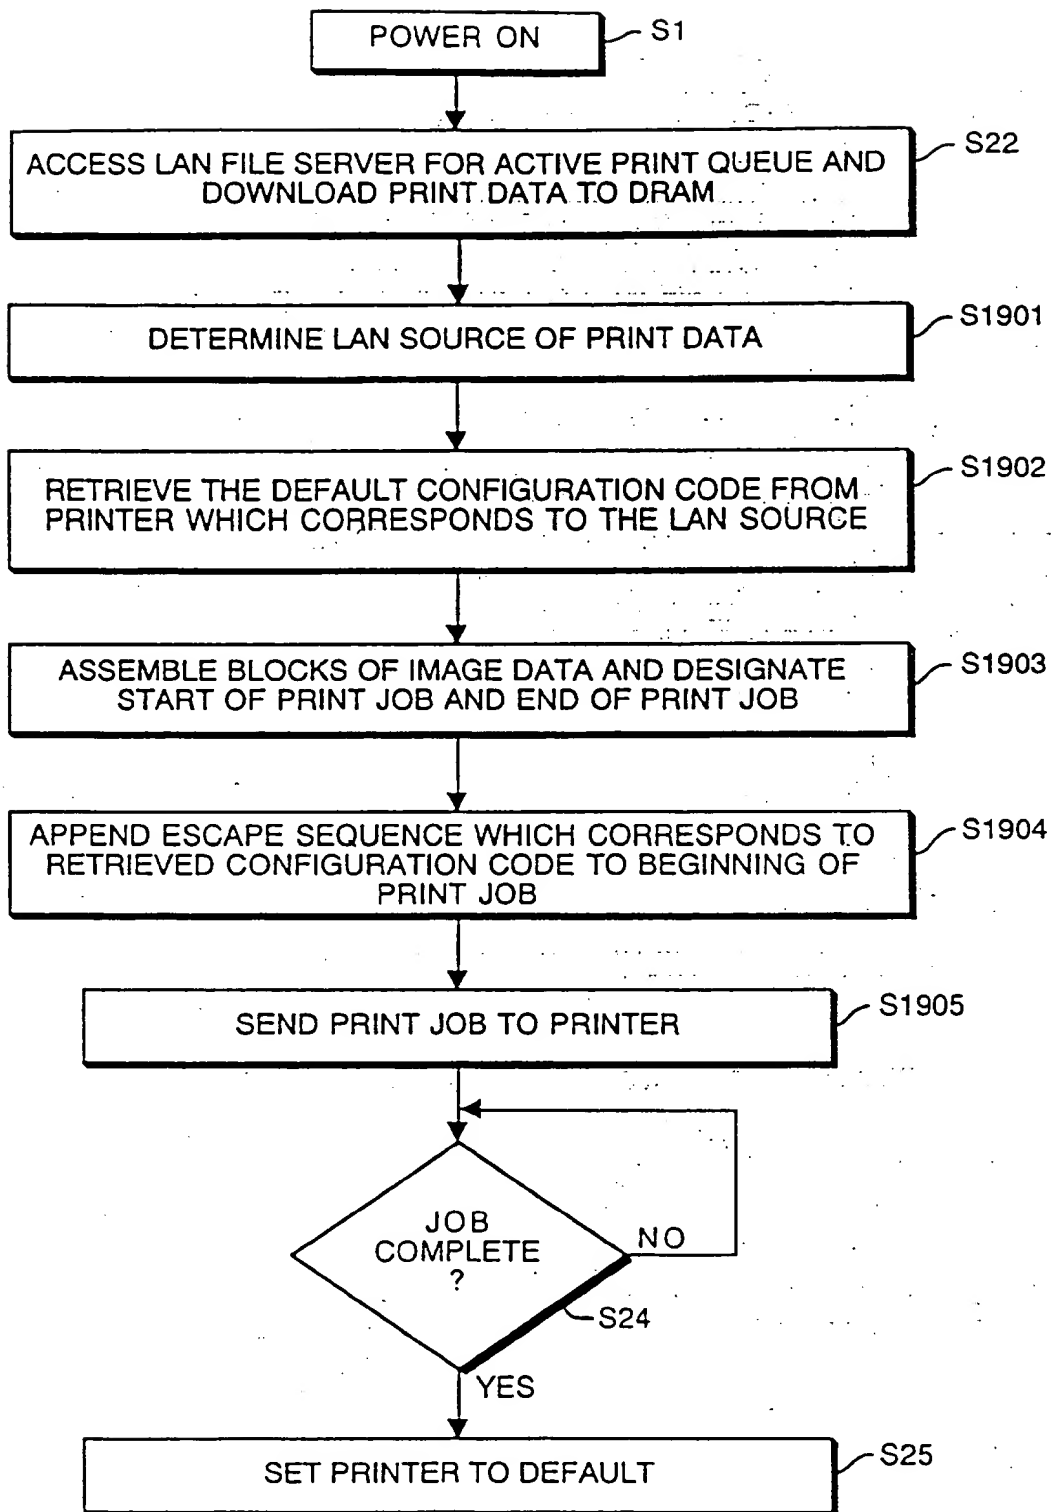 POWER ON
S1
ACCESS LAN FILE SERVER FOR ACTIVE PRINT QUEUE AND
DOWNLOAD PRINT DATA TO DRAM
S22
DETERMINE LAN SOURCE OF PRINT DATA
S1901
RETRIEVE THE DEFAULT CONFIGURATION CODE FROM
PRINTER WHICH CORRESPONDS TO THE LAN SOURCE
S1902
ASSEMBLE BLOCKS OF IMAGE DATA AND DESIGNATE
START OF PRINT JOB AND END OF PRINT JOB
S1903
APPEND ESCAPE SEQUENCE WHICH CORRESPONDS TO
RETRIEVED CONFIGURATION CODE TO BEGINNING OF
PRINT JOB
S1904
SEND PRINT JOB TO PRINTER
S1905
JOB
COMPLETE
?
NO
S24
YES
SET PRINTER TO DEFAULT
S25